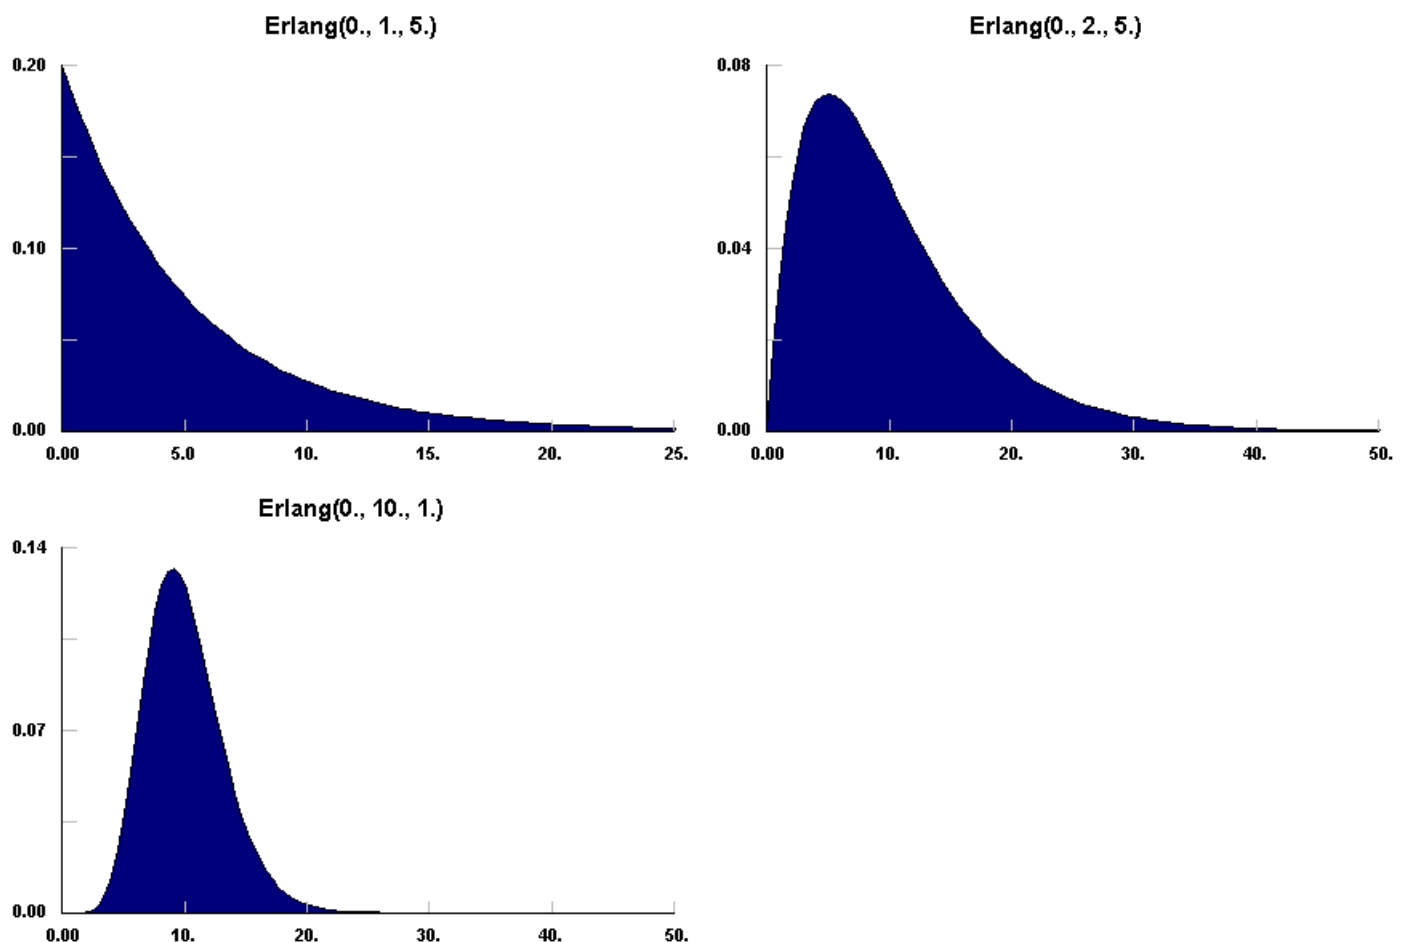 Erlang(0., 1., 5.)
0.20
0.10
0.00
0.00 5.0 10. 15. 20. 25.
Erlang(0., 2., 5.)
0.08
0.04
0.00
0.00 10. 20. 30. 40. 50.
Erlang(0., 10., 1.)
0.14
0.07
0.00
0.00 10. 20. 30. 40. 50.